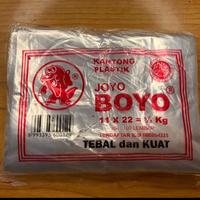 KANTONG
PLASTIK
JOYO
BOYO
11 X 22 = ½ Kg
TEBAL dan KUAT